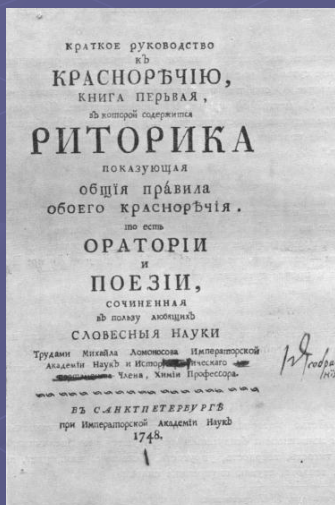 КРАТКОЕ РУКОВОДСТВО
КЪ
КРАСНОРѢЧІЮ,
КНИГА ПЕРЬВАЯ,
въ которой содержится
РИТОРИКА
ПОКАЗУЮЩАЯ
ОБЩІЯ ПРА́ВИЛА
ОБОЕГО КРАСНОРѢЧІЯ.
то есть
ОРАТОРІИ
И
ПОЕЗІИ,
СОЧИНЕННАЯ
въ пользу любящихъ
СЛОВЕСНЫЯ НАУКИ
Трудами Михайла Ломоносова Императорской
Академіи Наукъ и
Члена, Химіи Профессора.
ВЪ САНКТПЕТЕРБУРГѢ
при Императорской Академіи Наукъ
1748.